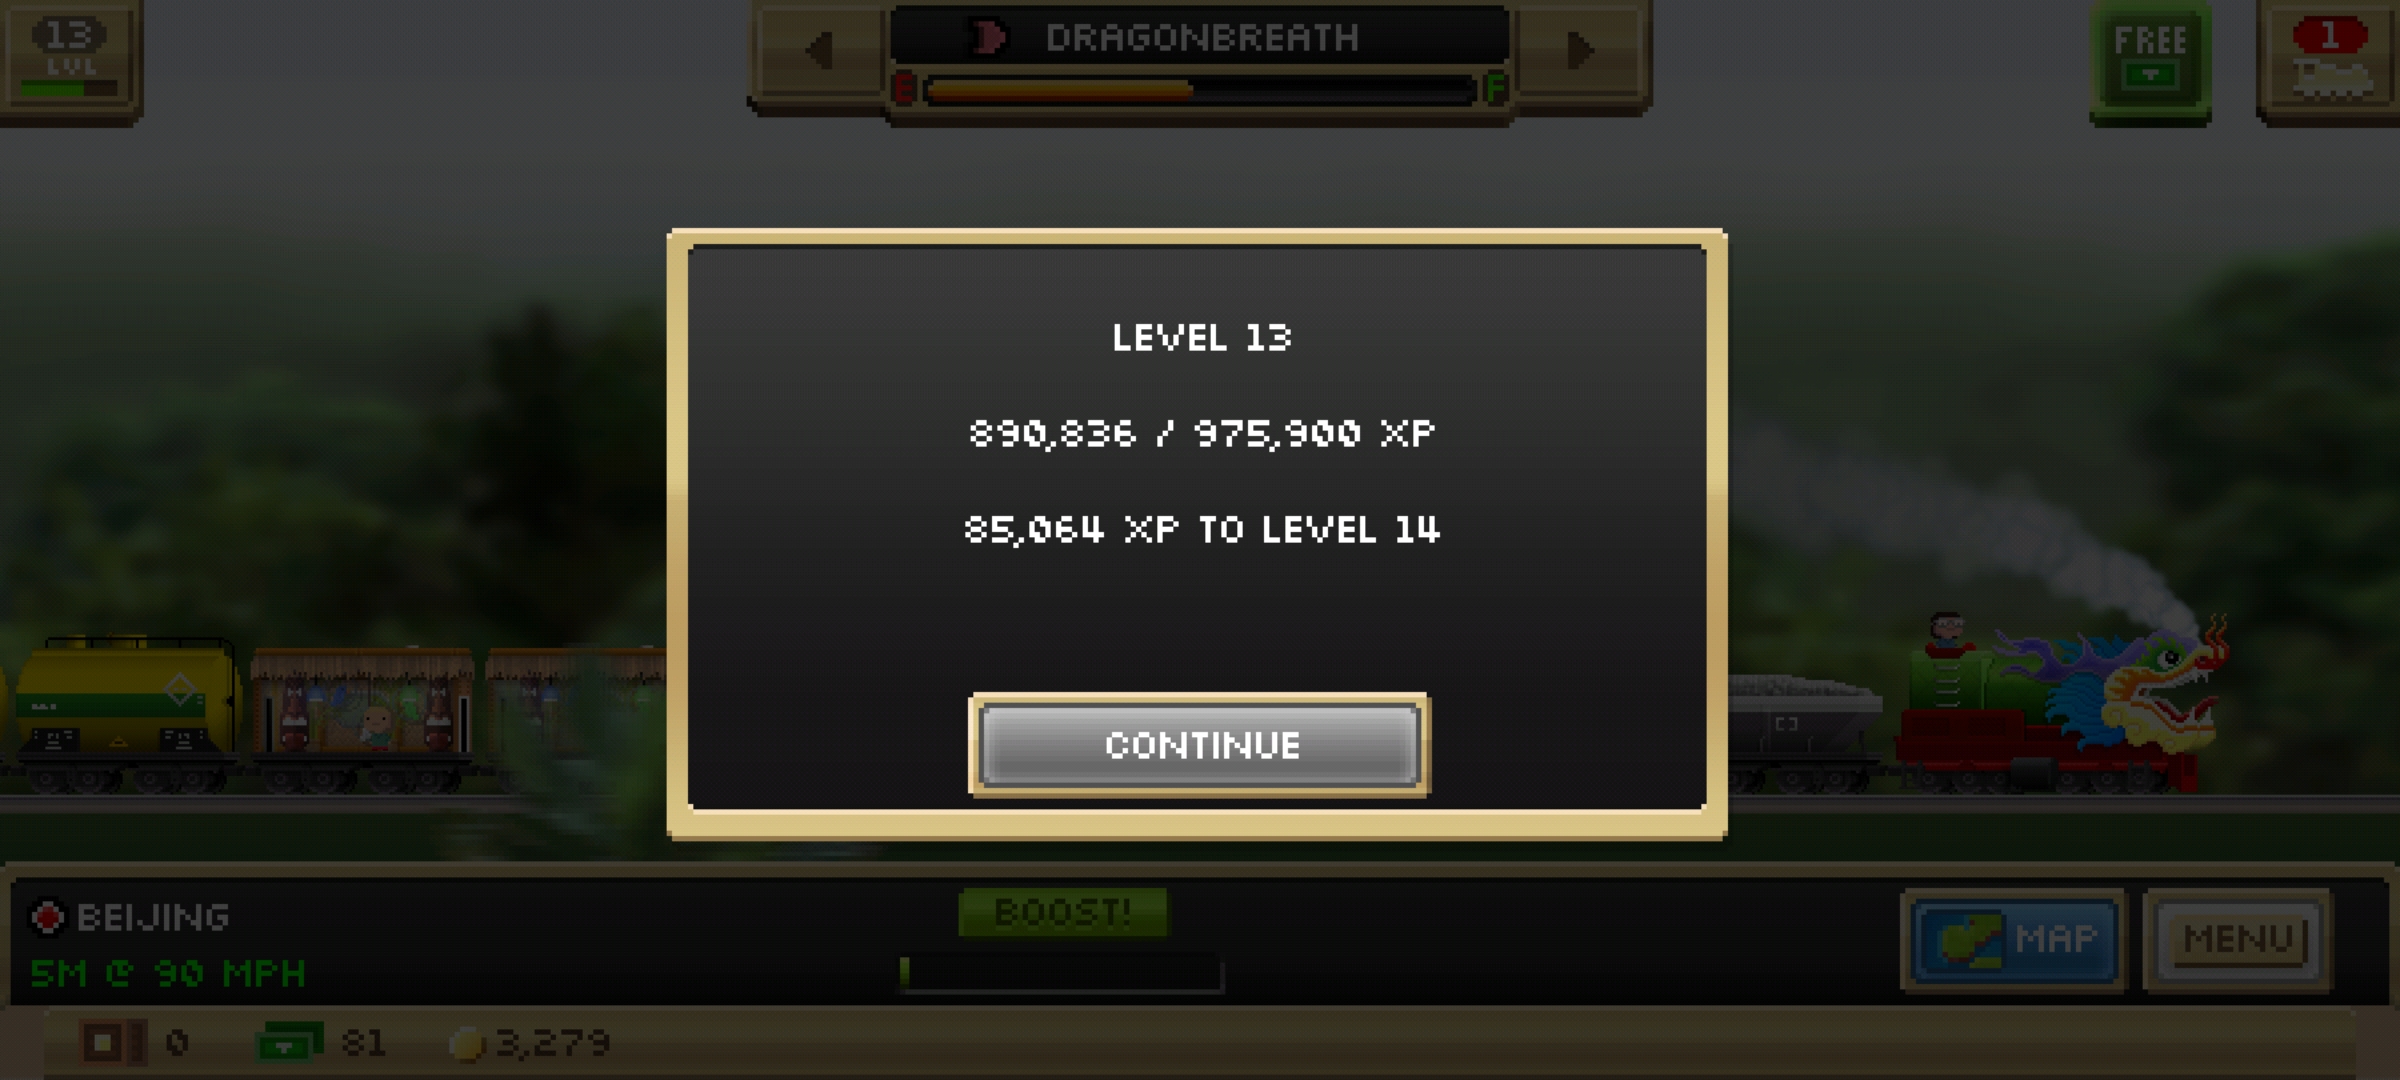 13
LVL
DRAGONBREATH
E F
FREE
1
LEVEL 13
890,836 / 975,900 XP
85,064 XP TO LEVEL 14
CONTINUE
BEIJING
5M @ 90 MPH
BOOST!
MAP
MENU
0 81 3,279